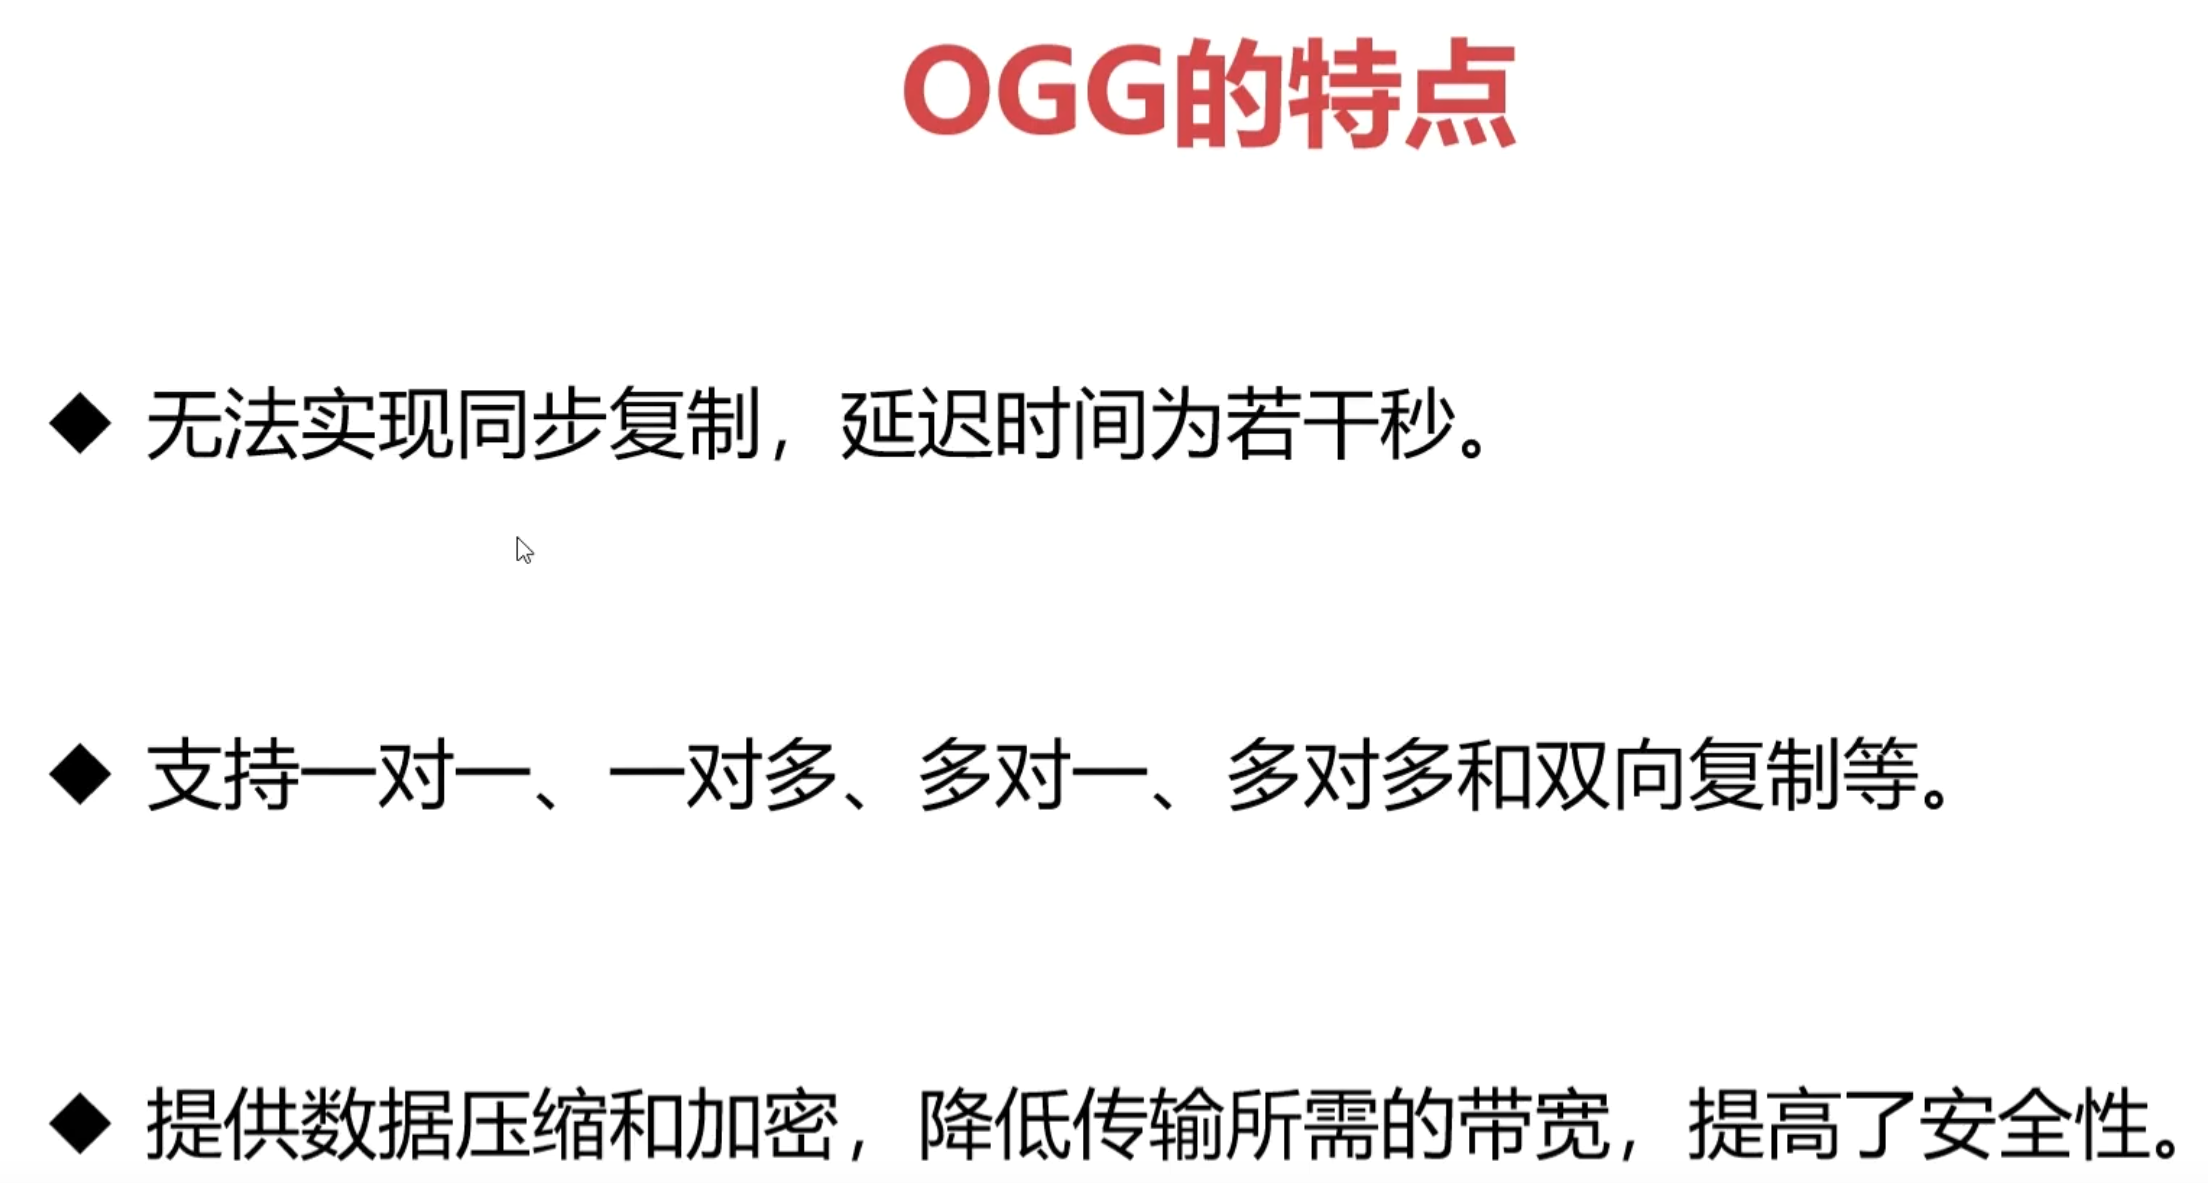 OGG的特点
◆ 无法实现同步复制，延迟时间为若干秒。
◆ 支持一对一、一对多、多对一、多对多和双向复制等。
◆ 提供数据压缩和加密，降低传输所需的带宽，提高了安全性。